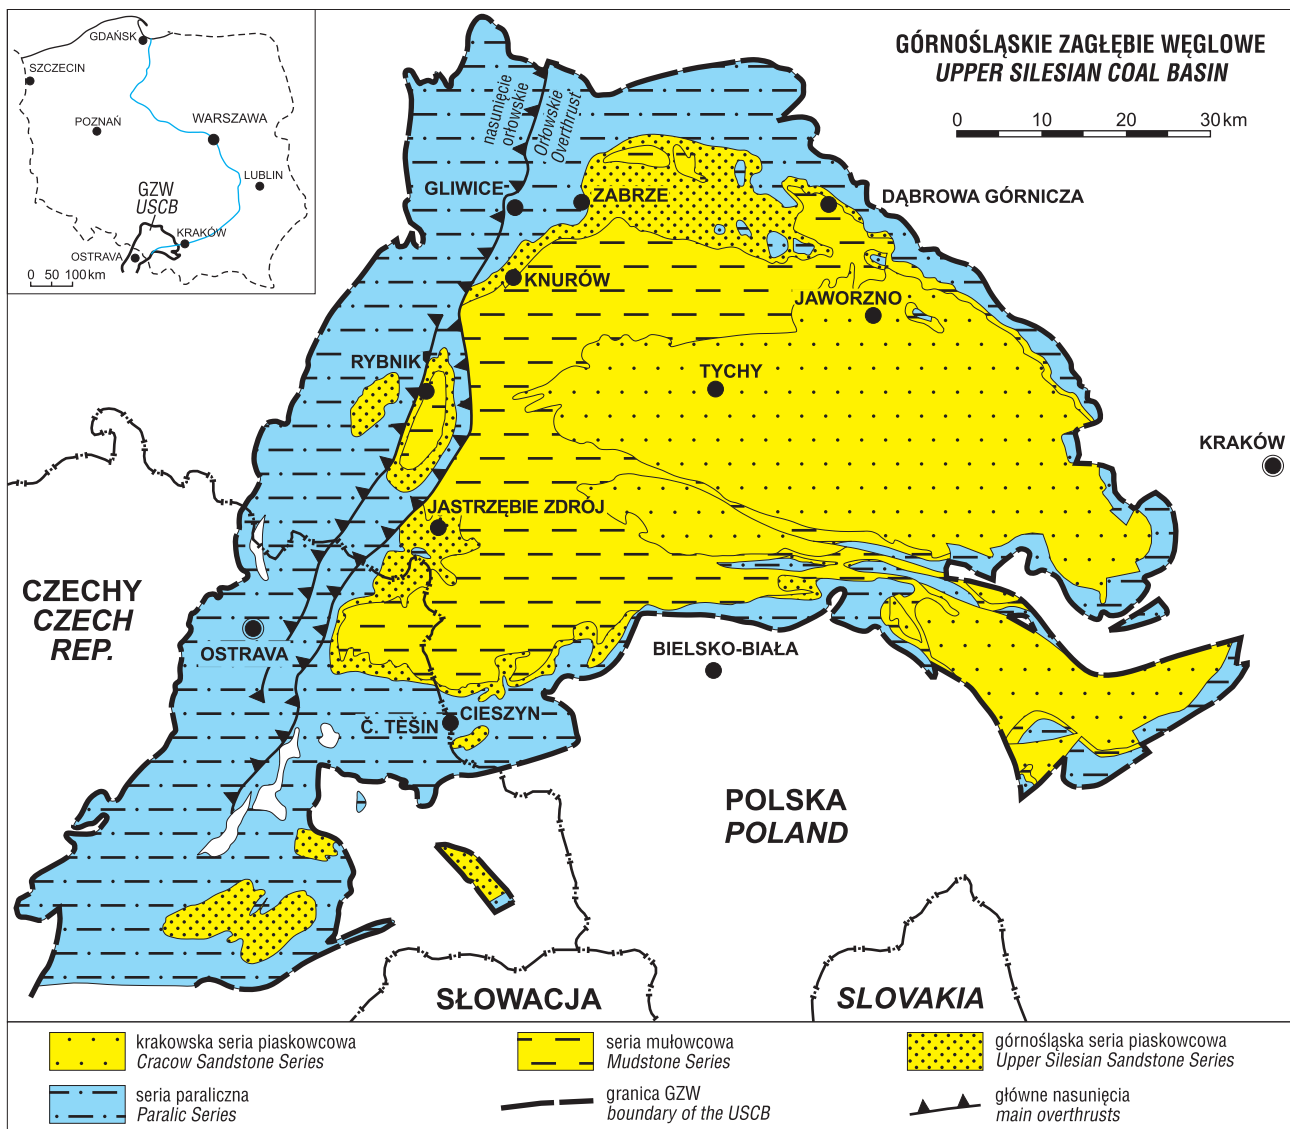 GDAŃSK
SZCZECIN
POZNAŃ
WARSZAWA
LUBLIN
GZW
USCB
KRAKÓW
OSTRAVA
0 50 100 km
GÓRNOŚLĄSKIE ZAGŁĘBIE WĘGLOWE
UPPER SILESIAN COAL BASIN
0 10 20 30 km
nasunięcie
orłowskie
Orłowskie
Overthrust
GLIWICE
ZABRZE
DĄBROWA GÓRNICZA
KNURÓW
JAWORZNO
RYBNIK
TYCHY
KRAKÓW
JASTRZĘBIE ZDRÓJ
CZECHY
CZECH
REP.
OSTRAVA
BIELSKO-BIAŁA
CIESZYN
Č. TĚŠIN
POLSKA
POLAND
SŁOWACJA
SLOVAKIA
krakowska seria piaskowcowa
Cracow Sandstone Series
seria mułowcowa
Mudstone Series
górnośląska seria piaskowcowa
Upper Silesian Sandstone Series
seria paraliczna
Paralic Series
granica GZW
boundary of the USCB
główne nasunięcia
main overthrusts